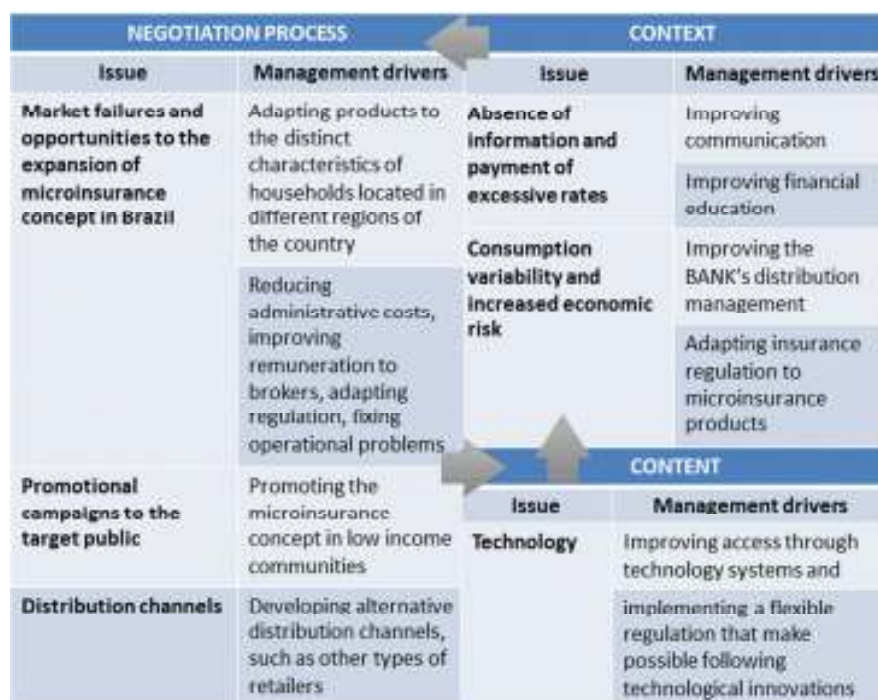 NEGOTIATION PROCESS
Issue
Management drivers
Market failures and
opportunities to the
expansion of
microinsurance
concept in Brazil
Adapting products to
the distinct
characteristics of
households located in
different regions of
the country
Reducing
administrative costs,
improving
remuneration to
brokers, adapting
regulation, fixing
operational problems
Promotional
campaigns to the
target public
Promoting the
microinsurance
concept in low income
communities
Distribution channels
Developing alternative
distribution channels,
such as other types of
retailers
CONTEXT
Issue
Management drivers
Absence of
information and
payment of
excessive rates
Improving
communication
Improving financial
education
Consumption
variability and
increased economic
risk
Improving the
BANK's distribution
management
Adapting insurance
regulation to
microinsurance
products
CONTENT
Issue
Management drivers
Technology
Improving access through
technology systems and
implementing a flexible
regulation that make
possible following
technological innovations